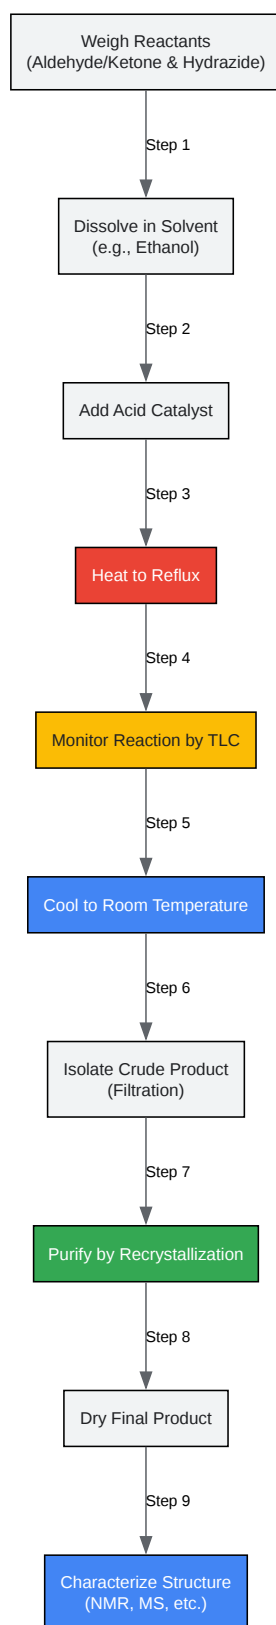 Weigh Reactants
(Aldehyde/Ketone & Hydrazide)
Step 1
Dissolve in Solvent
(e.g., Ethanol)
Step 2
Add Acid Catalyst
Step 3
Heat to Reflux
Step 4
Monitor Reaction by TLC
Step 5
Cool to Room Temperature
Step 6
Isolate Crude Product
(Filtration)
Step 7
Purify by Recrystallization
Step 8
Dry Final Product
Step 9
Characterize Structure
(NMR, MS, etc.)